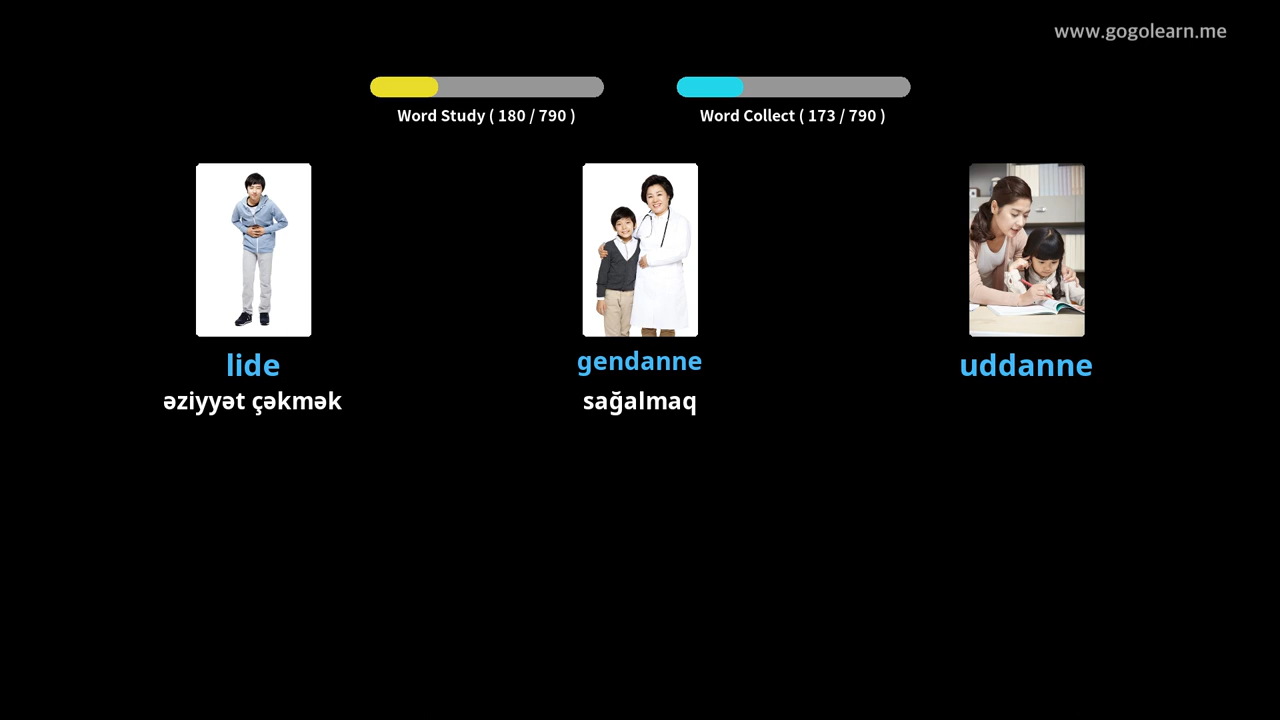 www.gogolearn.me
Word Study ( 180 / 790 )
Word Collect ( 173 / 790 )
lide
əziyyət çəkmək
gendanne
sağalmaq
uddanne